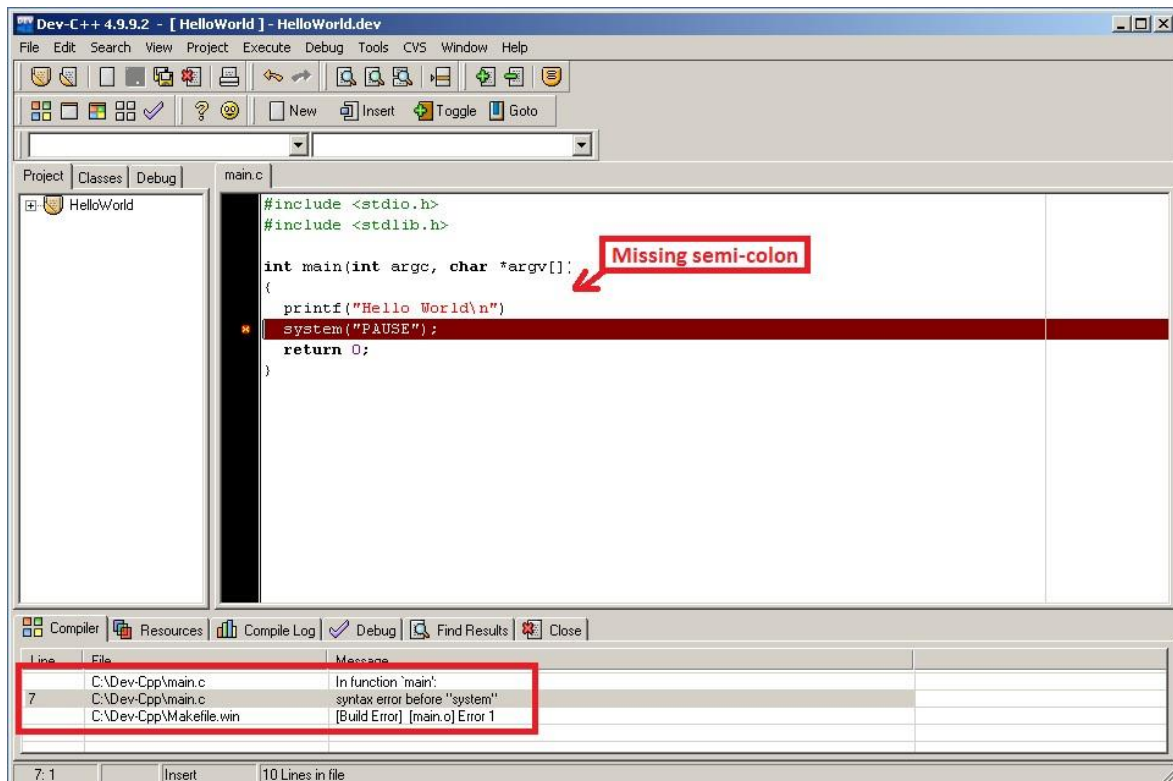 Dev-C++ 4.9.9.2 - [ HelloWorld ] - HelloWorld.dev
File Edit Search View Project Execute Debug Tools CVS Window Help
New Insert Toggle Goto
Project Classes Debug
main.c
HelloWorld
#include <stdio.h>
#include <stdlib.h>
int main(int argc, char *argv[])
Missing semi-colon
{
printf("Hello World\n")
system("PAUSE");
return 0;
}
Compiler Resources Compile Log Debug Find Results Close
Line File Message
C:\Dev-Cpp\main.c In function `main':
7 C:\Dev-Cpp\main.c syntax error before "system"
C:\Dev-Cpp\Makefile.win [Build Error] [main.o] Error 1
7: 1 Insert 10 Lines in file